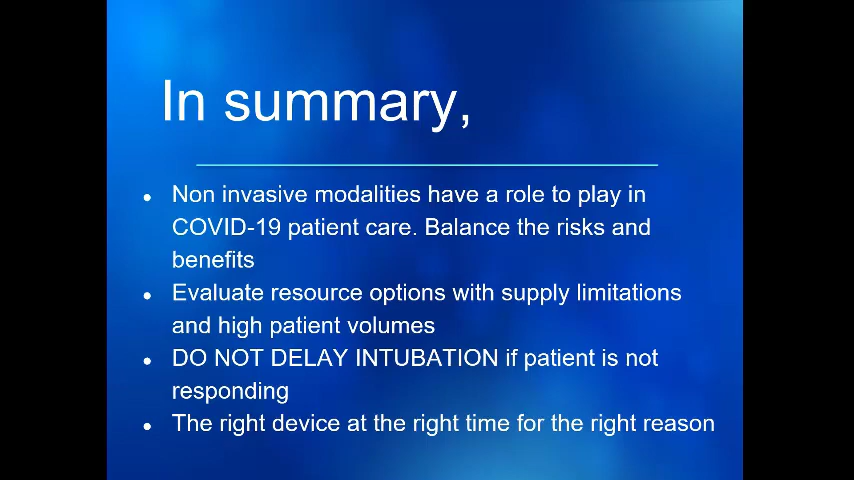 In summary,
• Non invasive modalities have a role to play in
COVID-19 patient care. Balance the risks and
benefits
• Evaluate resource options with supply limitations
and high patient volumes
• DO NOT DELAY INTUBATION if patient is not
responding
• The right device at the right time for the right reason